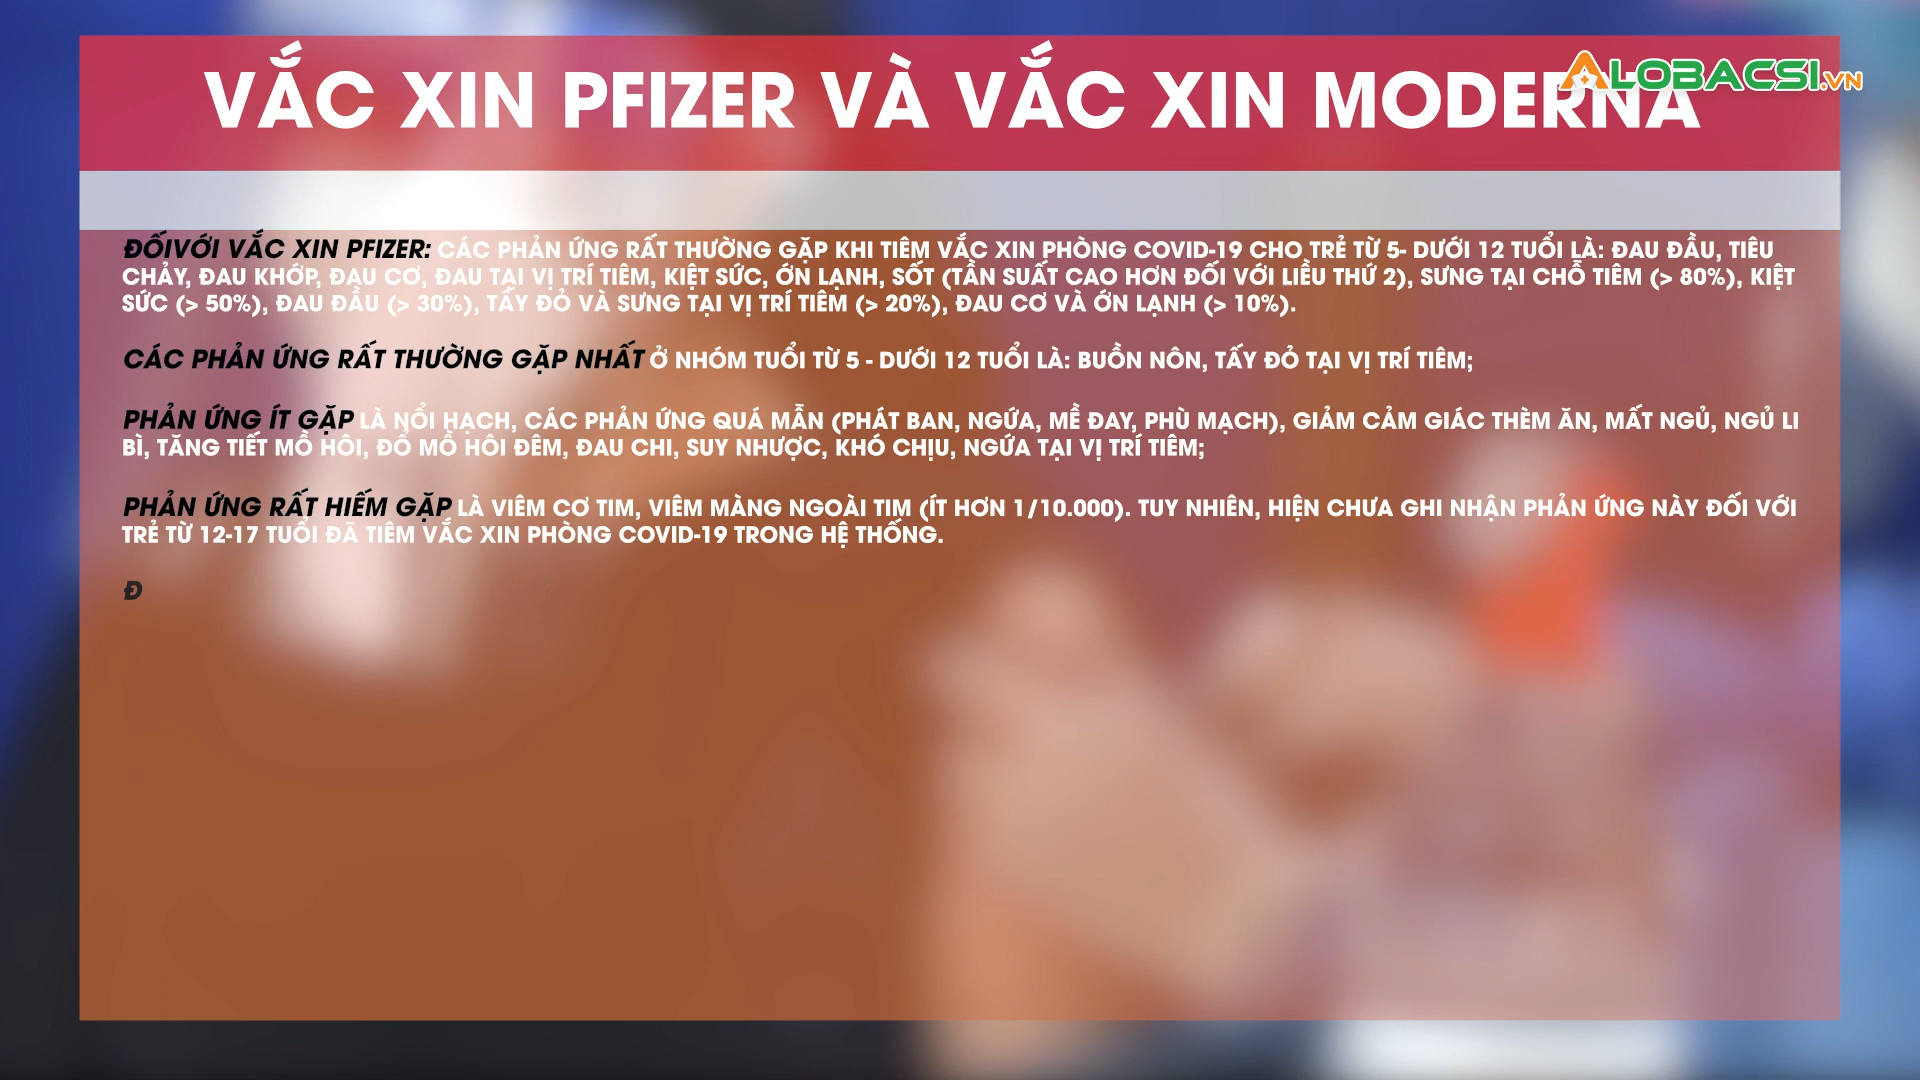 VẮC XIN PFIZER VÀ VẮC XIN MODERNA
ALOBACSI.VN
ĐỐIVỚI VẮC XIN PFIZER: CÁC PHẢN ỨNG RẤT THƯỜNG GẶP KHI TIÊM VẮC XIN PHÒNG COVID-19 CHO TRẺ TỪ 5- DƯỚI 12 TUỔI LÀ: ĐAU ĐẦU, TIÊU
CHẢY, ĐAU KHỚP, ĐAU CƠ, ĐAU TẠI VỊ TRÍ TIÊM, KIỆT SỨC, ỚN LẠNH, SỐT (TẦN SUẤT CAO HƠN ĐỐI VỚI LIỀU THỨ 2), SƯNG TẠI CHỖ TIÊM (> 80%), KIỆT
SỨC (> 50%), ĐAU ĐẦU (> 30%), TẤY ĐỎ VÀ SƯNG TẠI VỊ TRÍ TIÊM (> 20%), ĐAU CƠ VÀ ỚN LẠNH (> 10%).
CÁC PHẢN ỨNG RẤT THƯỜNG GẶP NHẤT Ở NHÓM TUỔI TỪ 5 - DƯỚI 12 TUỔI LÀ: BUỒN NÔN, TẤY ĐỎ TẠI VỊ TRÍ TIÊM;
PHẢN ỨNG ÍT GẶP LÀ NỔI HẠCH, CÁC PHẢN ỨNG QUÁ MẪN (PHÁT BAN, NGỨA, MỀ ĐAY, PHÙ MẠCH), GIẢM CẢM GIÁC THÈM ĂN, MẤT NGỦ, NGỦ LI
BÌ, TĂNG TIẾT MỒ HÔI, ĐỔ MỒ HÔI ĐÊM, ĐAU CHI, SUY NHƯỢC, KHÓ CHỊU, NGỨA TẠI VỊ TRÍ TIÊM;
PHẢN ỨNG RẤT HIẾM GẶP LÀ VIÊM CƠ TIM, VIÊM MÀNG NGOÀI TIM (ÍT HƠN 1/10.000). TUY NHIÊN, HIỆN CHƯA GHI NHẬN PHẢN ỨNG NÀY ĐỐI VỚI
TRẺ TỪ 12-17 TUỔI ĐÃ TIÊM VẮC XIN PHÒNG COVID-19 TRONG HỆ THỐNG.
Đ